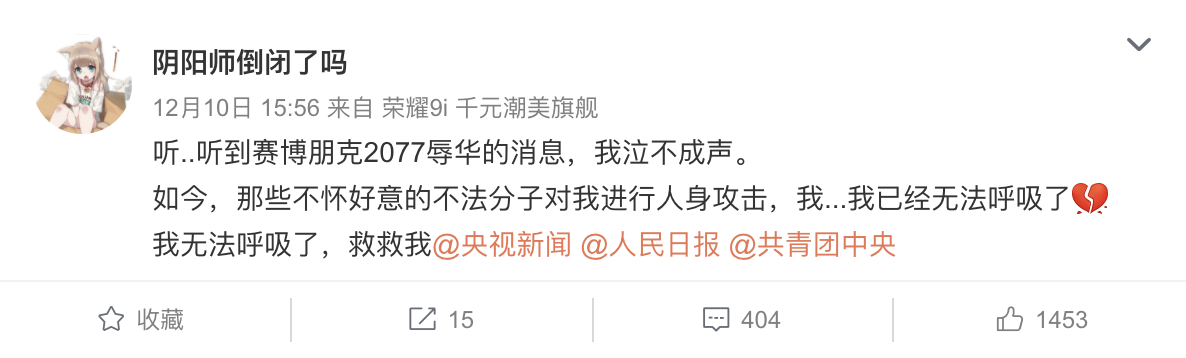 阴阳师倒闭了吗
12月10日 15:56 来自 荣耀9i 千元潮美旗舰
听..听到赛博朋克2077辱华的消息，我泣不成声。
如今，那些不怀好意的不法分子对我进行人身攻击，我...我已经无法呼吸了💔
我无法呼吸了，救救我@央视新闻 @人民日报 @共青团中央
收藏 15 404 1453